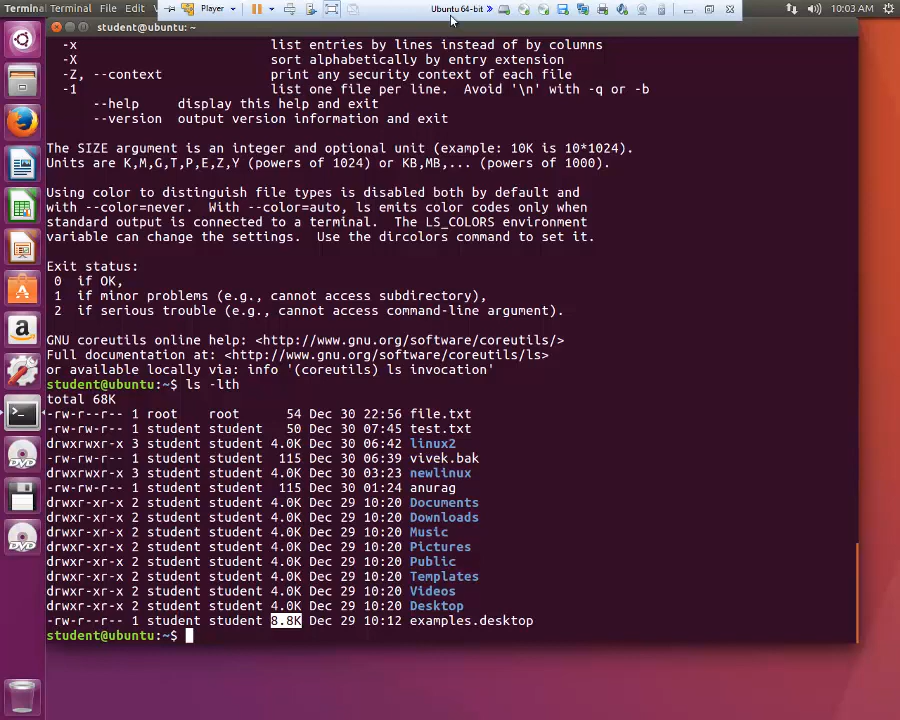 Terminal Terminal File Edit Player Ubuntu 64-bit » 10:03 AM
student@ubuntu: ~
-x list entries by lines instead of by columns
-X sort alphabetically by entry extension
-Z, --context print any security context of each file
-1 list one file per line. Avoid '\n' with -q or -b
--help display this help and exit
--version output version information and exit
The SIZE argument is an integer and optional unit (example: 10K is 10*1024).
Units are K,M,G,T,P,E,Z,Y (powers of 1024) or KB,MB,... (powers of 1000).
Using color to distinguish file types is disabled both by default and
with --color=never. With --color=auto, ls emits color codes only when
standard output is connected to a terminal. The LS_COLORS environment
variable can change the settings. Use the dircolors command to set it.
Exit status:
0 if OK,
1 if minor problems (e.g., cannot access subdirectory),
2 if serious trouble (e.g., cannot access command-line argument).
GNU coreutils online help: <http://www.gnu.org/software/coreutils/>
Full documentation at: <http://www.gnu.org/software/coreutils/ls>
or available locally via: info '(coreutils) ls invocation'
student@ubuntu:~$ ls -lth
total 68K
-rw-r--r-- 1 root root 54 Dec 30 22:56 file.txt
-rw-rw-r-- 1 student student 50 Dec 30 07:45 test.txt
drwxrwxrwx 3 student student 4.0K Dec 30 06:42 linux2
-rw-rw-r-- 1 student student 115 Dec 30 06:39 vivek.bak
drwxrwxr-x 3 student student 4.0K Dec 30 03:23 newlinux
-rw-rw-r-- 1 student student 115 Dec 30 01:24 anurag
drwxr-xr-x 2 student student 4.0K Dec 29 10:20 Documents
drwxr-xr-x 2 student student 4.0K Dec 29 10:20 Downloads
drwxr-xr-x 2 student student 4.0K Dec 29 10:20 Music
drwxr-xr-x 2 student student 4.0K Dec 29 10:20 Pictures
drwxr-xr-x 2 student student 4.0K Dec 29 10:20 Public
drwxr-xr-x 2 student student 4.0K Dec 29 10:20 Templates
drwxr-xr-x 2 student student 4.0K Dec 29 10:20 Videos
drwxr-xr-x 2 student student 4.0K Dec 29 10:20 Desktop
-rw-r--r-- 1 student student 8.8K Dec 29 10:12 examples.desktop
student@ubuntu:~$